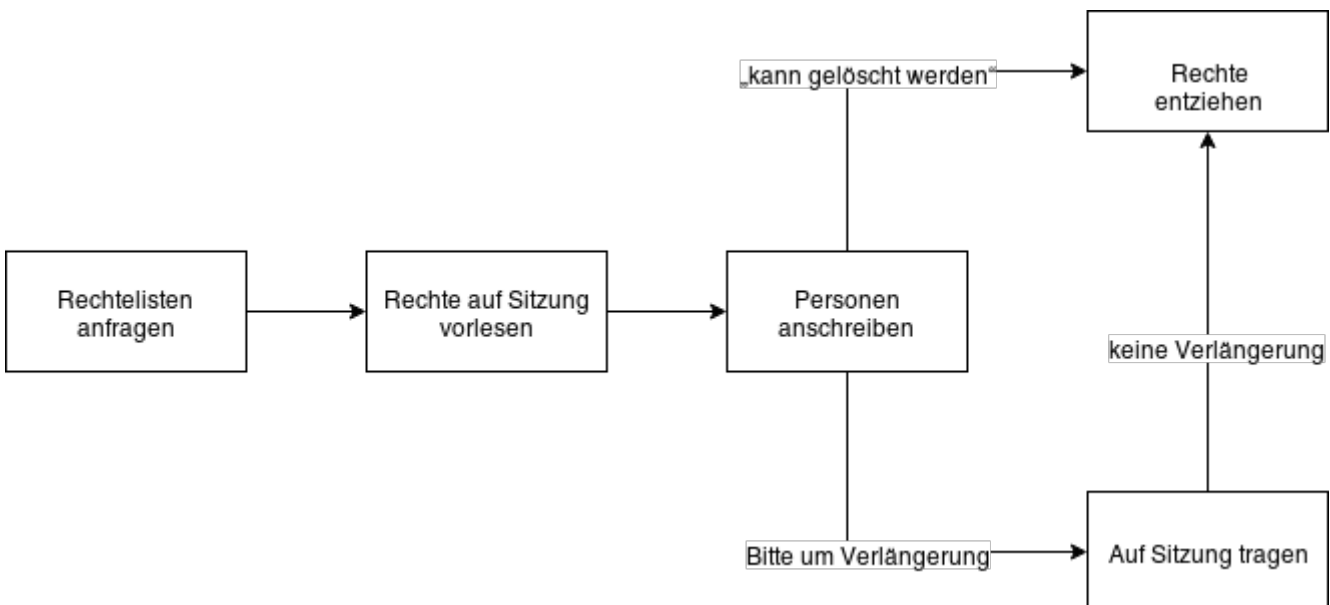 „kann gelöscht werden“
Rechte
entziehen
Rechtelisten
anfragen
Rechte auf Sitzung
vorlesen
Personen
anschreiben
keine Verlängerung
Bitte um Verlängerung
Auf Sitzung tragen